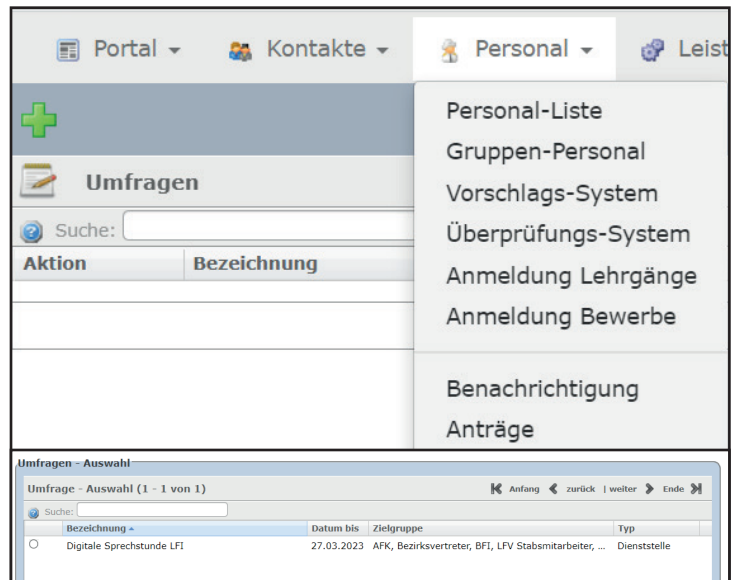 Portal Kontakte Personal Leist
Personal-Liste
Gruppen-Personal
Vorschlags-System
Überprüfungs-System
Anmeldung Lehrgänge
Anmeldung Bewerbe
Benachrichtigung
Anträge
Umfragen
Suche:
Aktion Bezeichnung
Umfragen - Auswahl
Umfrage - Auswahl (1 - 1 von 1) Anfang zurück | weiter Ende
Suche:
Bezeichnung Datum bis Zielgruppe Typ
Digitale Sprechstunde LFI 27.03.2023 AFK, Bezirksvertreter, BFI, LFV Stabsmitarbeiter, ... Dienststelle